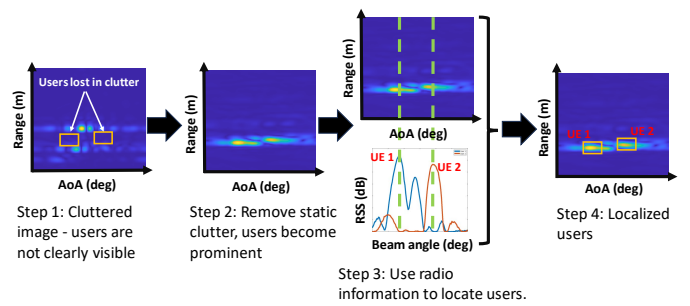 Users lost in clutter
Range (m)
AoA (deg)
Step 1: Cluttered
image - users are
not clearly visible
Range (m)
AoA (deg)
Step 2: Remove static
clutter, users become
prominent
Range (m)
AoA (deg)
UE 1
UE 2
RSS (dB)
Beam angle (deg)
Step 3: Use radio
information to locate users.
Range (m)
UE 1
UE 2
AoA (deg)
Step 4: Localized
users